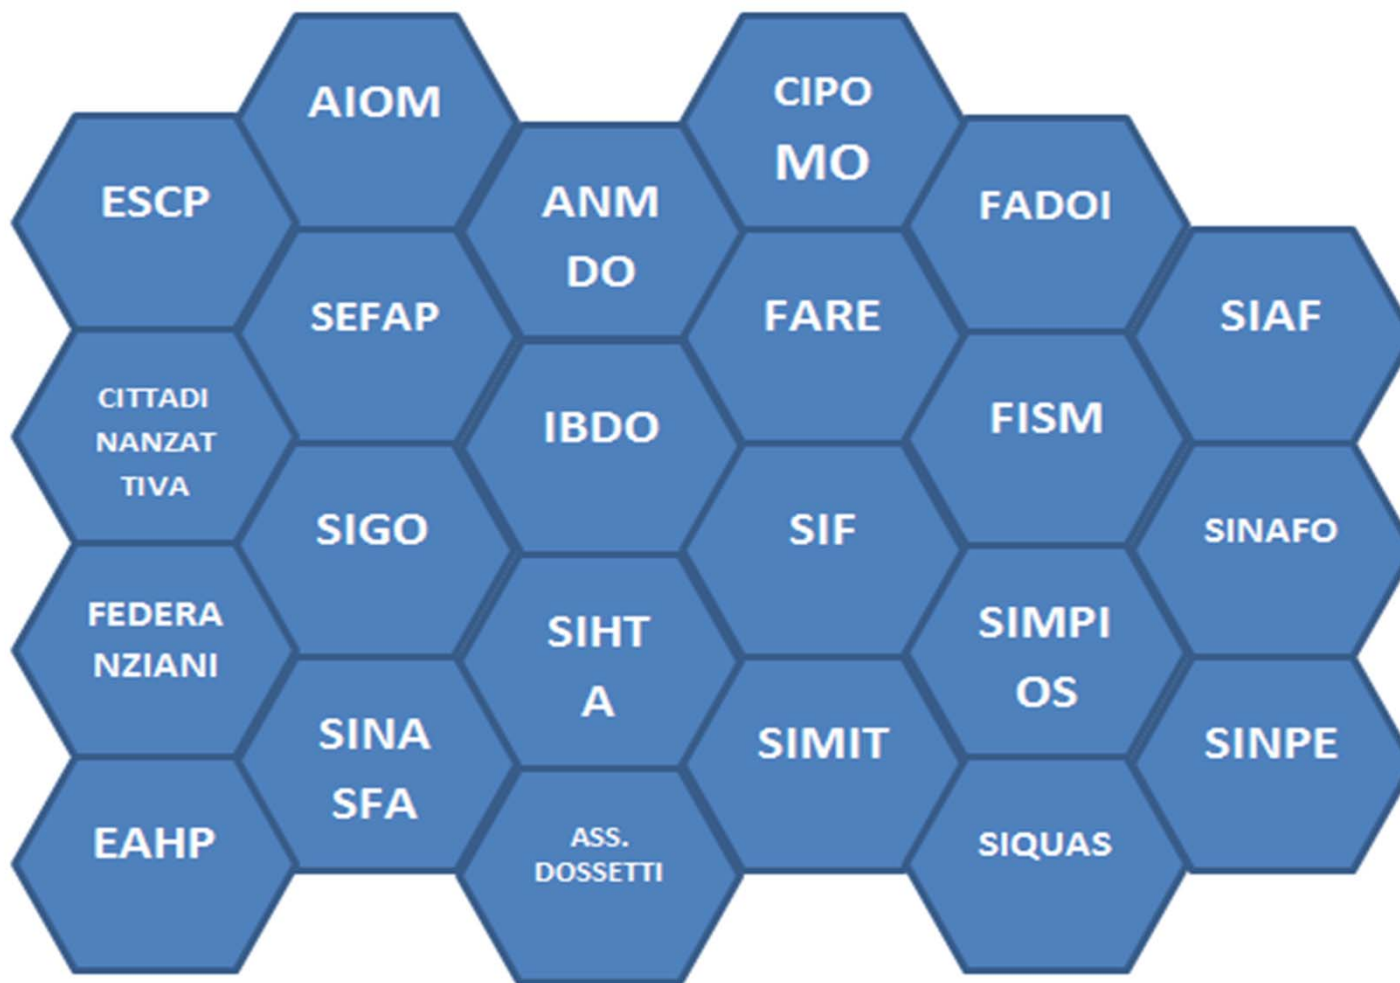 AIOM
CIPO
MO
ESCP
ANM
DO
FADOI
SEFAP
FARE
SIAF
CITTADI
NANZAT
TIVA
IBDO
FISM
SIGO
SIF
SINAFO
FEDERA
NZIANI
SIHT
A
SIMPI
OS
SINA
SFA
SIMIT
SINPE
EAHP
ASS.
DOSSETTI
SIQUAS